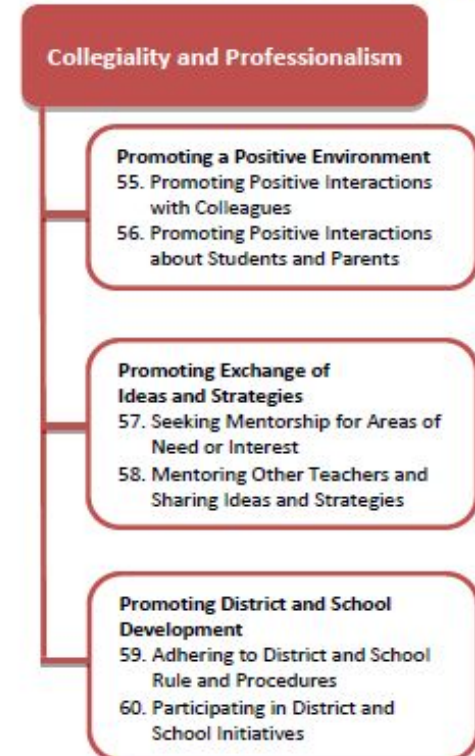 Collegiality and Professionalism
Promoting a Positive Environment
55. Promoting Positive Interactions
with Colleagues
56. Promoting Positive Interactions
about Students and Parents
Promoting Exchange of
Ideas and Strategies
57. Seeking Mentorship for Areas of
Need or Interest
58. Mentoring Other Teachers and
Sharing Ideas and Strategies
Promoting District and School
Development
59. Adhering to District and School
Rule and Procedures
60. Participating in District and
School Initiatives